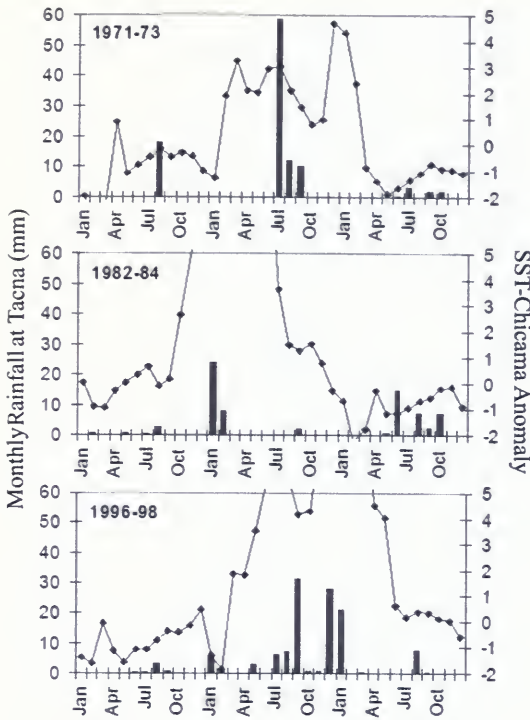 Monthly Rainfall at Tacna (mm)
SST-Chicama Anomaly
1971-73
60
50
40
30
20
10
0
5
4
3
2
1
0
-1
-2
Jan
Apr
Jul
Oct
Jan
Apr
Jul
Oct
Jan
Apr
Jul
Oct
1982-84
60
50
40
30
20
10
0
5
4
3
2
1
0
-1
-2
Jan
Apr
Jul
Oct
Jan
Apr
Jul
Oct
Jan
Apr
Jul
Oct
1996-98
60
50
40
30
20
10
0
5
4
3
2
1
0
-1
-2
Jan
Apr
Jul
Oct
Jan
Apr
Jul
Oct
Jan
Apr
Jul
Oct